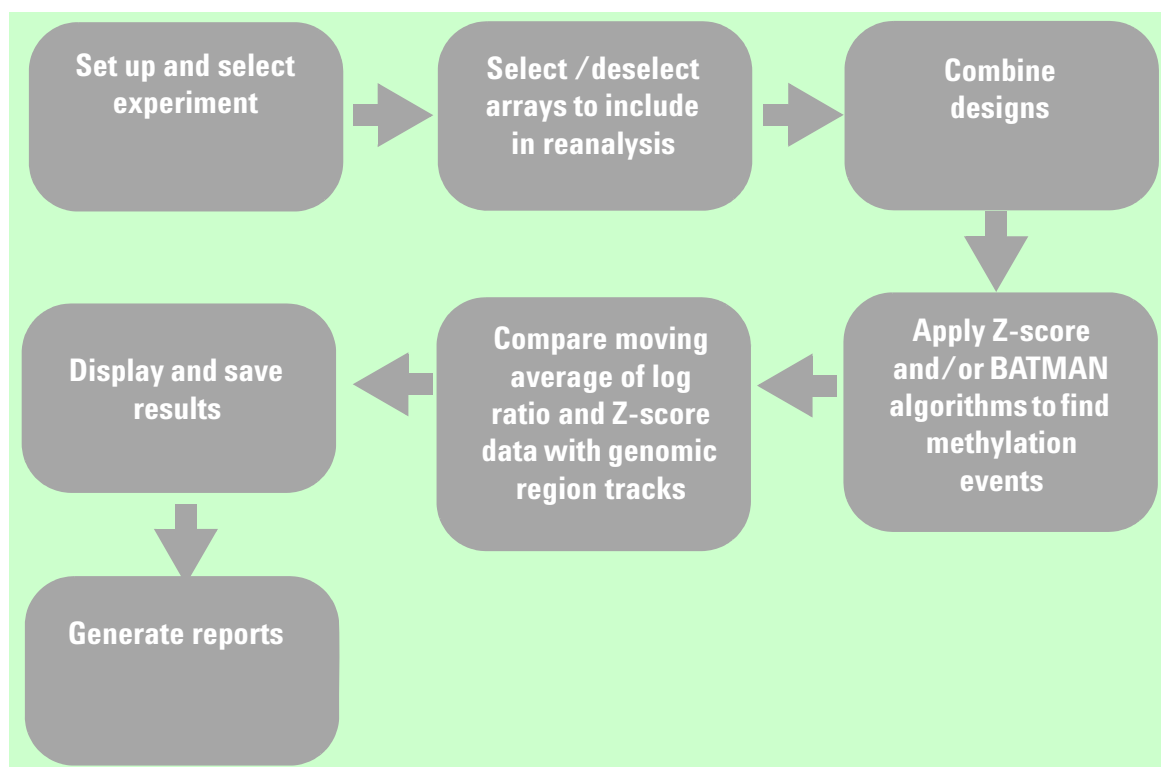 Set up and select
experiment
Select /deselect
arrays to include
in reanalysis
Combine
designs
Apply Z-score
and/or BATMAN
algorithms to find
methylation
events
Compare moving
average of log
ratio and Z-score
data with genomic
region tracks
Display and save
results
Generate reports